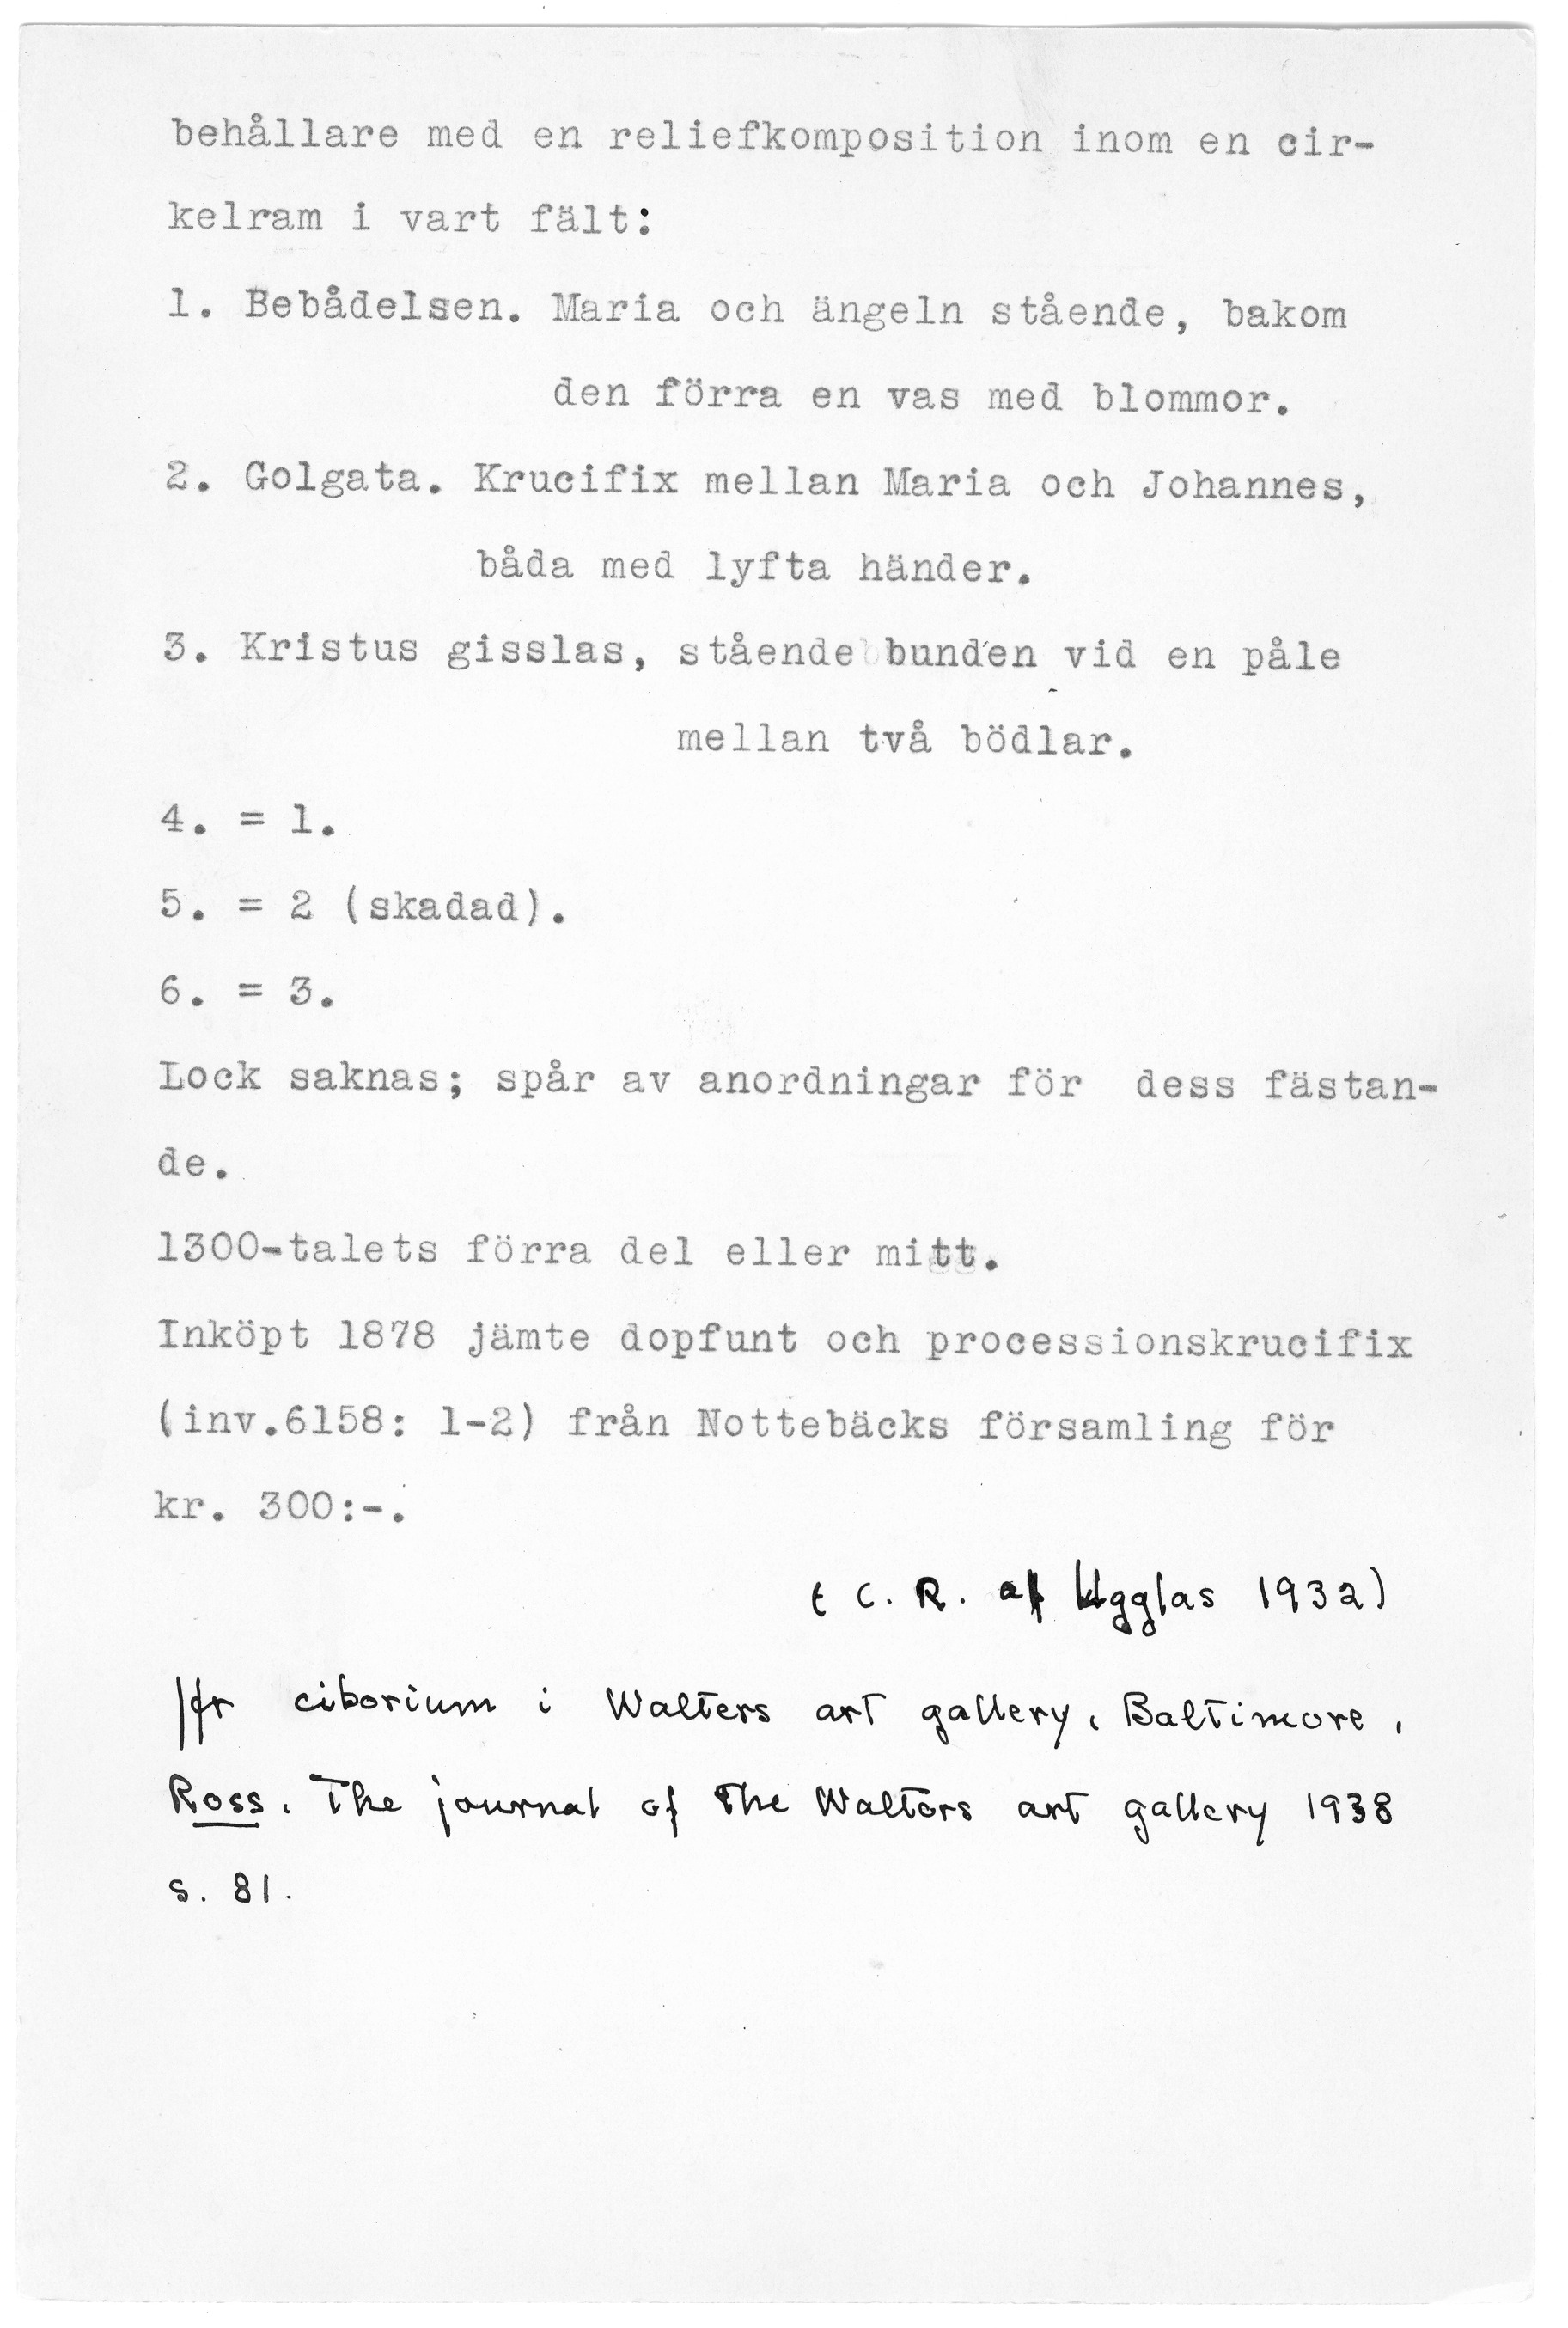 behållare med en reliefkomposition inom en cir-
kelram i vart fält:
1. Bebådelsen. Maria och ängeln stående, bakom
den förra en vas med blommor.
2. Golgata. Krucifix mellan Maria och Johannes,
båda med lyfta händer.
3. Kristus gisslas, stående bunden vid en påle
mellan två bödlar.
4. = 1.
5. = 2 (skadad).
6. = 3.
Lock saknas; spår av anordningar för dess fästan-
de.
1300-talets förra del eller mitt.
Inköpt 1878 jämte dopfunt och processionskrucifix
(inv.6158: 1-2) från Nottebäcks församling för
kr. 300:-.
( C. R. af Ugglas 1932)
Jfr ciborium i Walters art gallery, Baltimore,
Ross, The journal of the Walters art gallery 1938
s. 81.